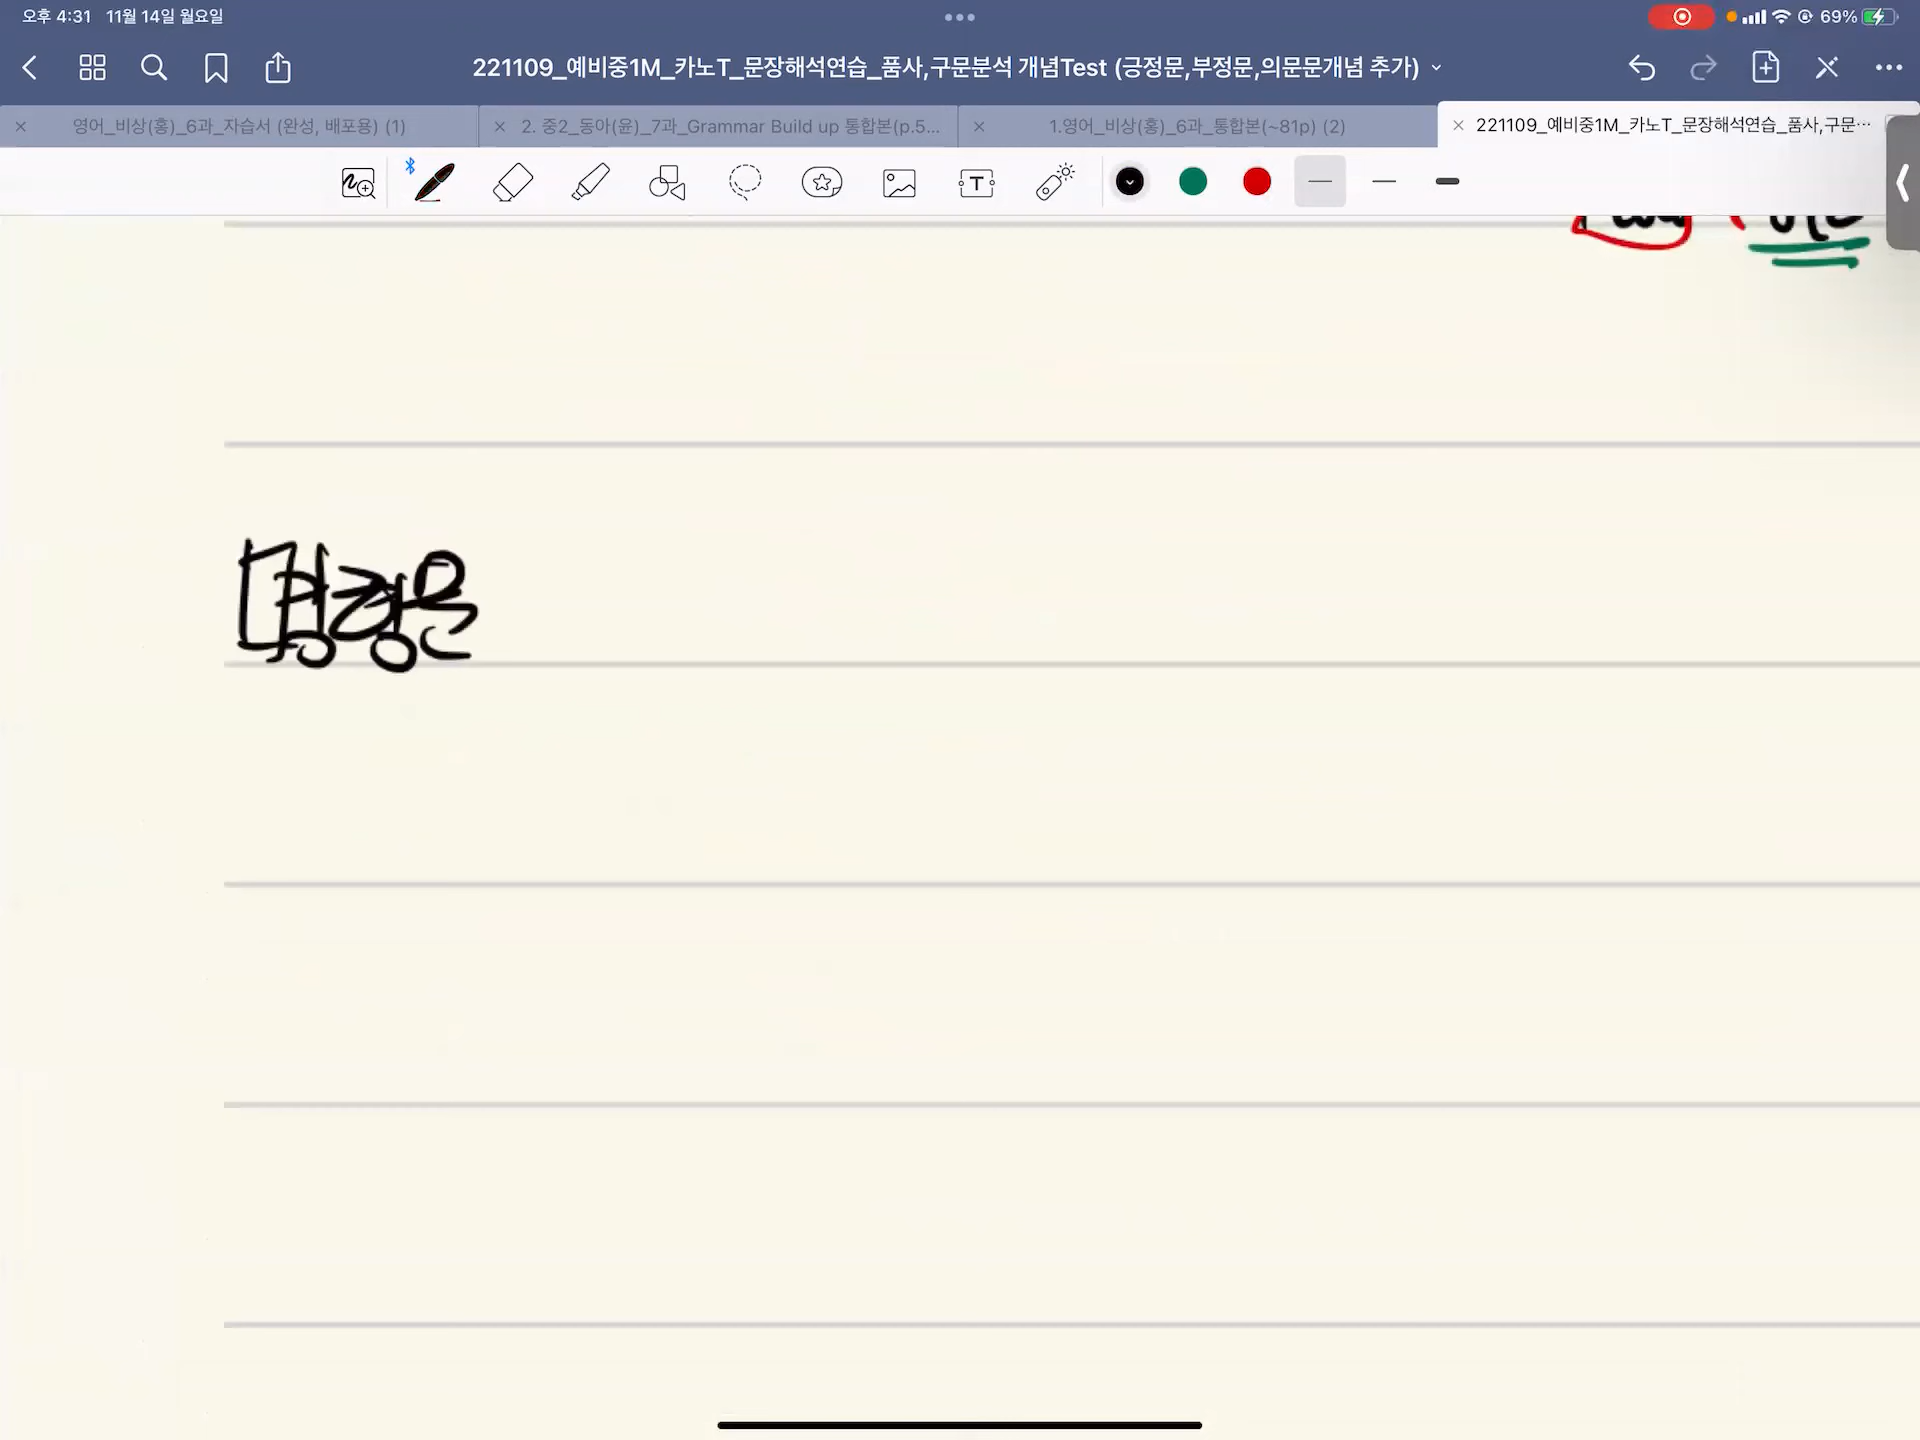 오후 4:31 11월 14일 월요일
69%
221109_예비중1M_카노T_문장해석연습_품사,구문분석 개념Test (긍정문,부정문,의문문개념 추가)
영어_비상(홍)_6과_자습서 (완성, 배포용) (1)
2. 중2_동아(윤)_7과_Grammar Build up 통합본(p.5...
1.영어_비상(홍)_6과_통합본(~81p) (2)
221109_예비중1M_카노T_문장해석연습_품사,구문...
T